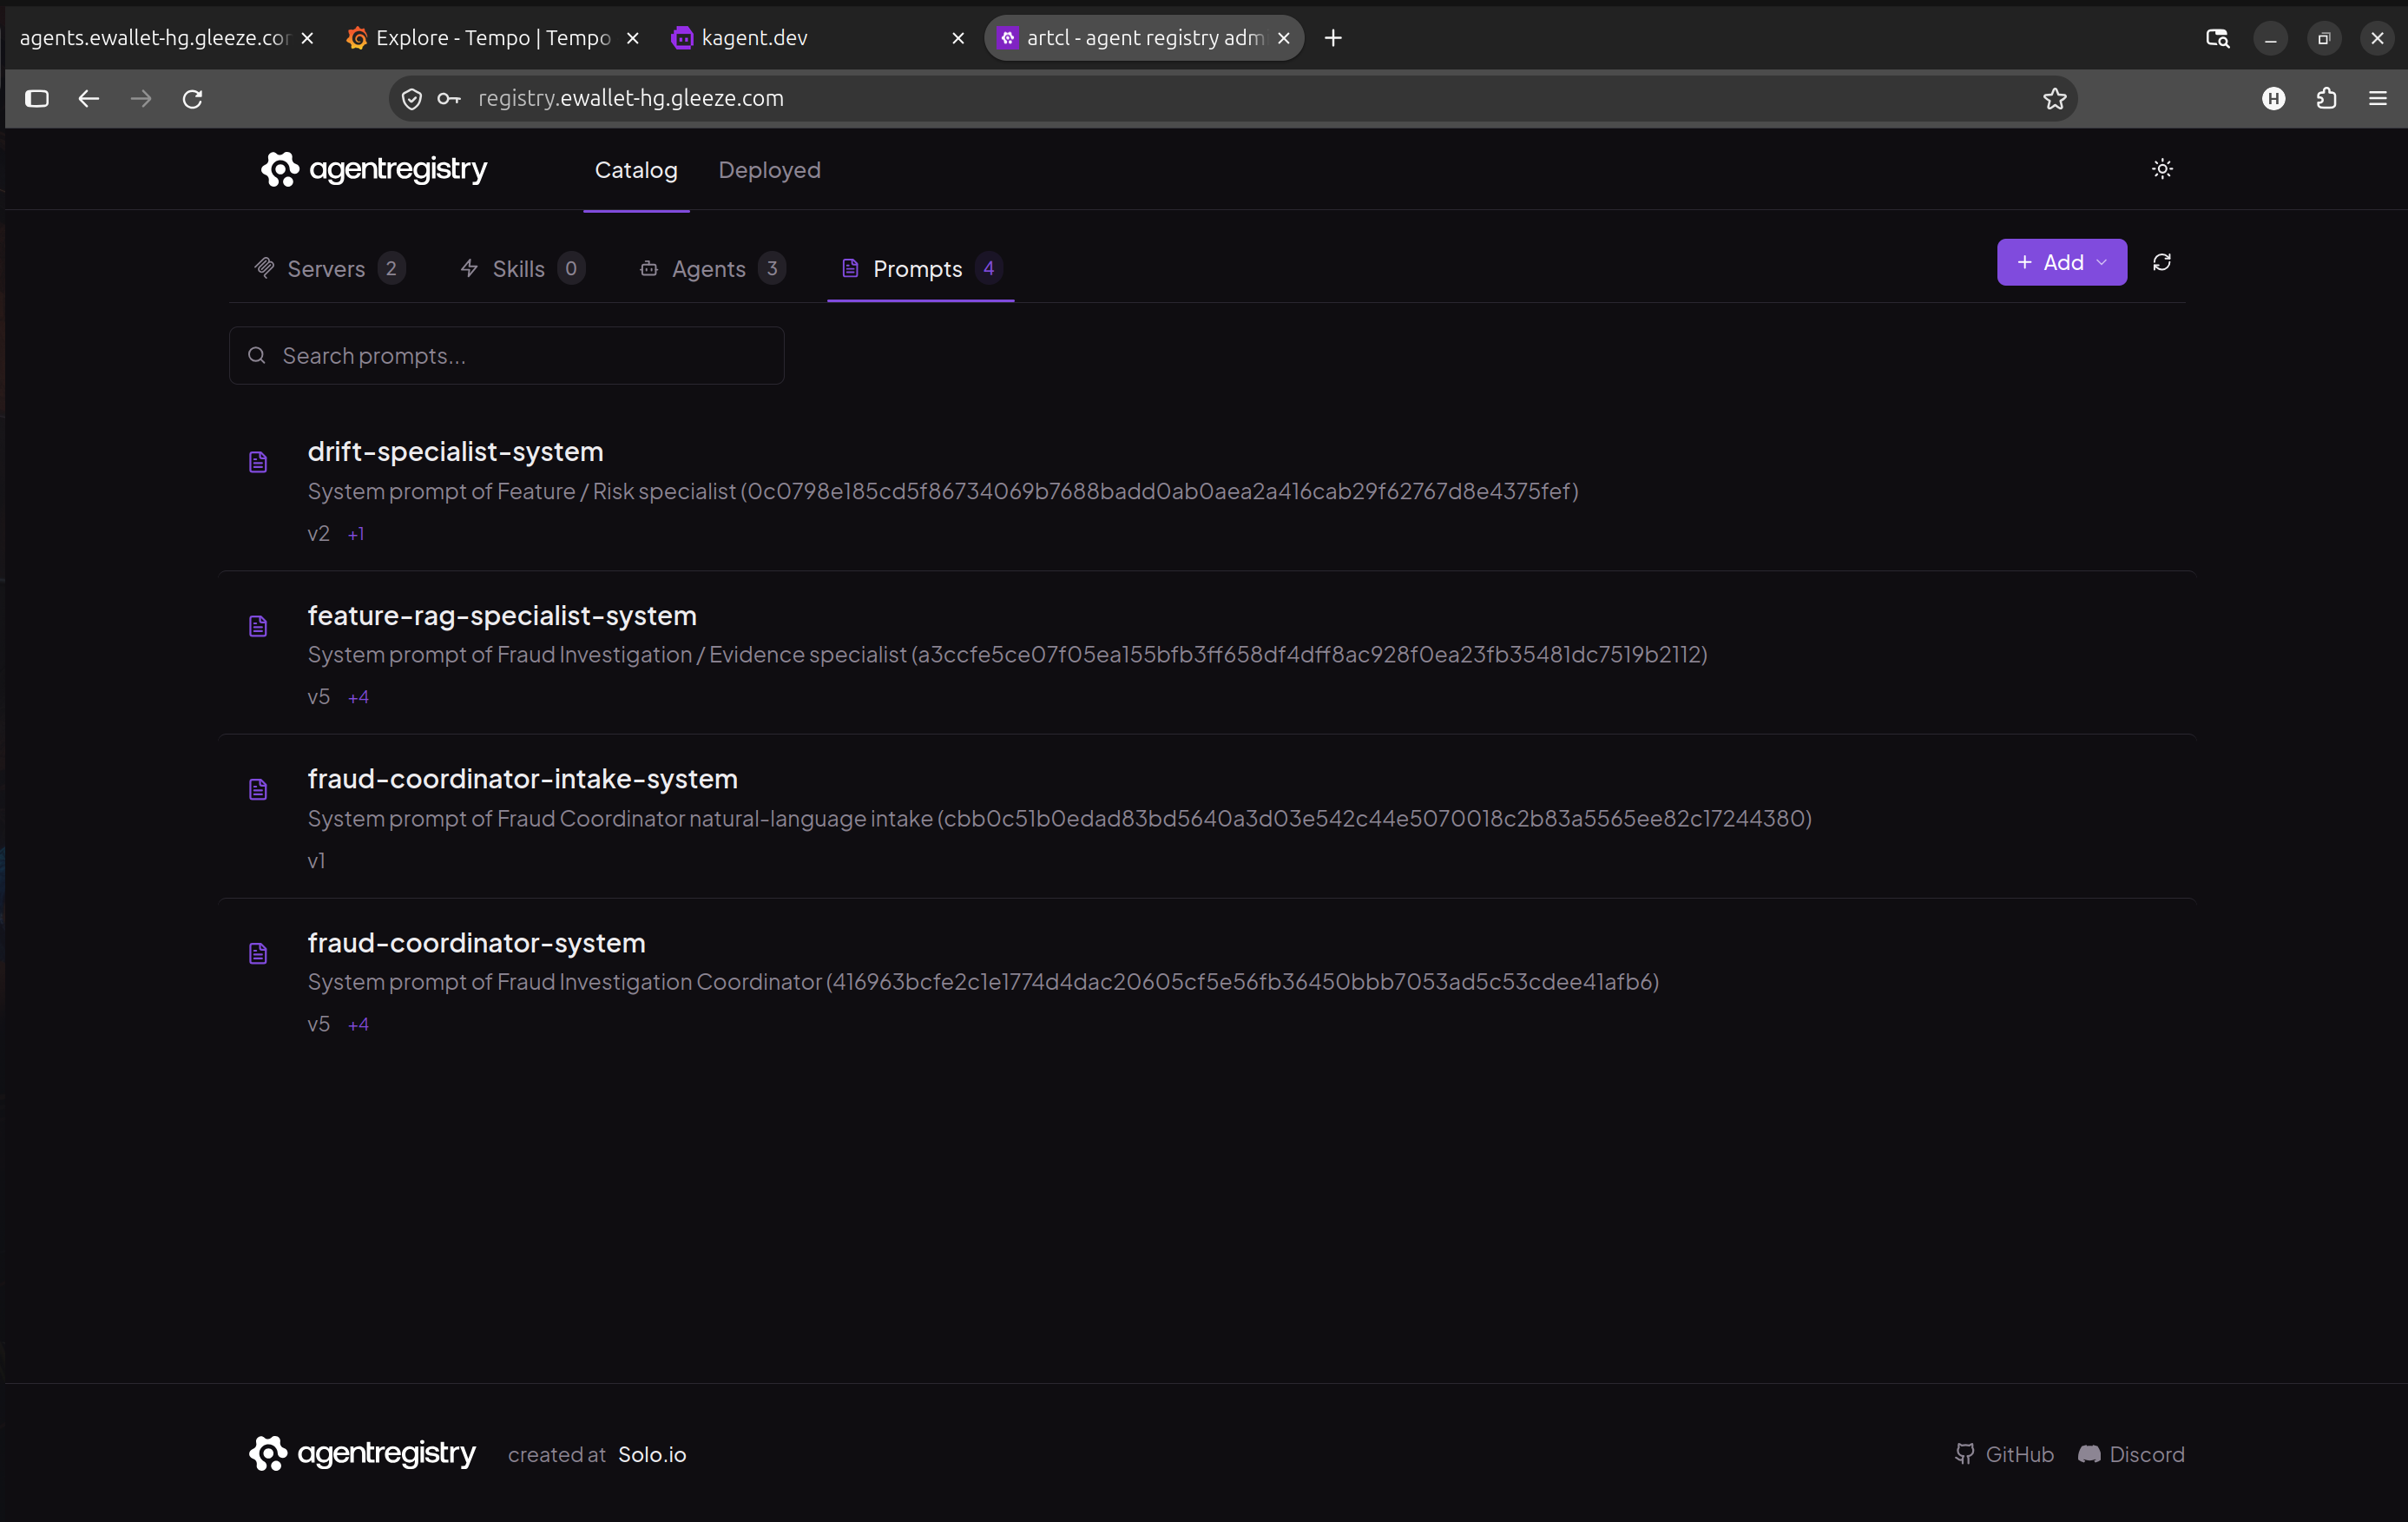 agents.ewallet-hg.gleeze.cor
Explore - Tempo | Tempo
kagent.dev
artcl - agent registry adm
registry.ewallet-hg.gleeze.com
H
agentregistry
Catalog
Deployed
Servers 2
Skills 0
Agents 3
Prompts 4
+ Add
Search prompts...
drift-specialist-system
System prompt of Feature / Risk specialist (0c0798e185cd5f86734069b7688badd0ab0aea2a416cab29f62767d8e4375fef)
v2 +1
feature-rag-specialist-system
System prompt of Fraud Investigation / Evidence specialist (a3ccfe5ce07f05ea155bfb3ff658df4dff8ac928f0ea23fb35481dc7519b2112)
v5 +4
fraud-coordinator-intake-system
System prompt of Fraud Coordinator natural-language intake (cbb0c51b0edad83bd5640a3d03e542c44e5070018c2b83a5565ee82c17244380)
v1
fraud-coordinator-system
System prompt of Fraud Investigation Coordinator (416963bcfe2c1e1774d4dac20605cf5e56fb36450bbb7053ad5c53cdee41afb6)
v5 +4
agentregistry
created at Solo.io
GitHub
Discord